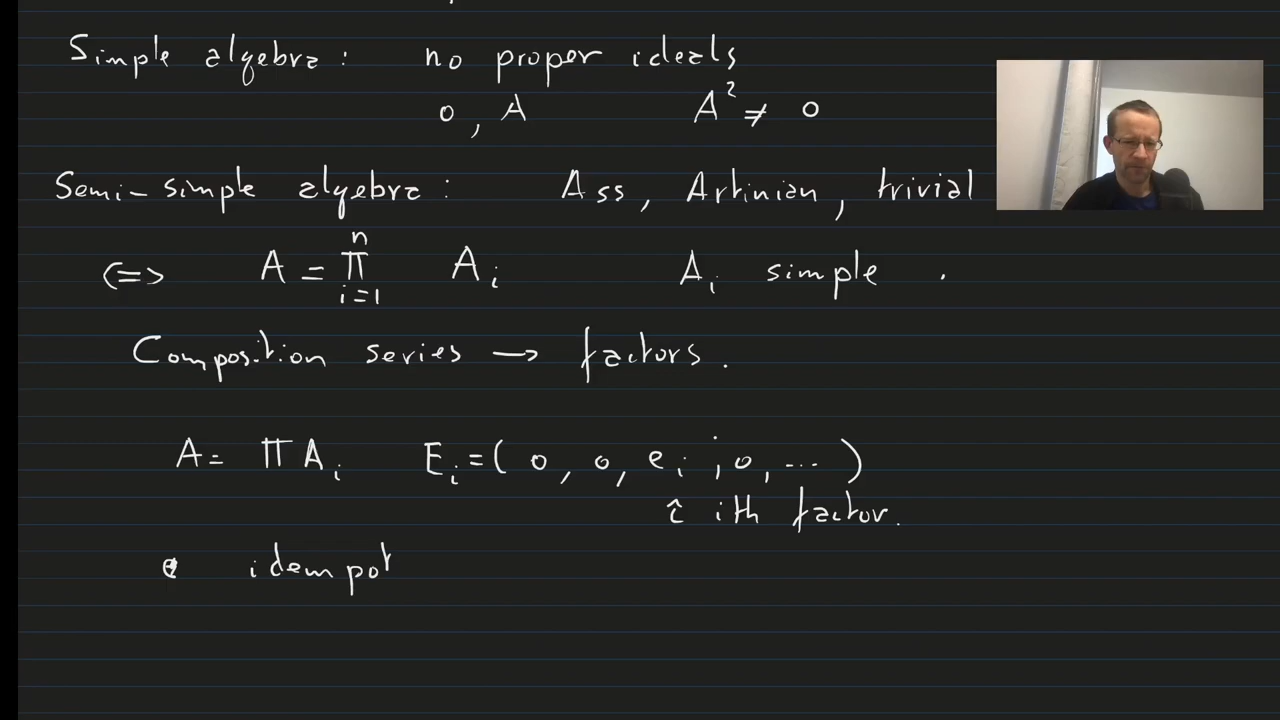 Simple algebra : no proper ideals
0 , A A² ≠ 0
Semi-simple algebra : Ass , Artinian , trivial
<=> A = ∏ⁿᵢ₌₁ Aᵢ Aᵢ simple .
Composition series → factors .
A = ∏ Aᵢ Eᵢ = ( 0 , 0 , eᵢ , 0 , ... )
↑ ith factor .
e idempot